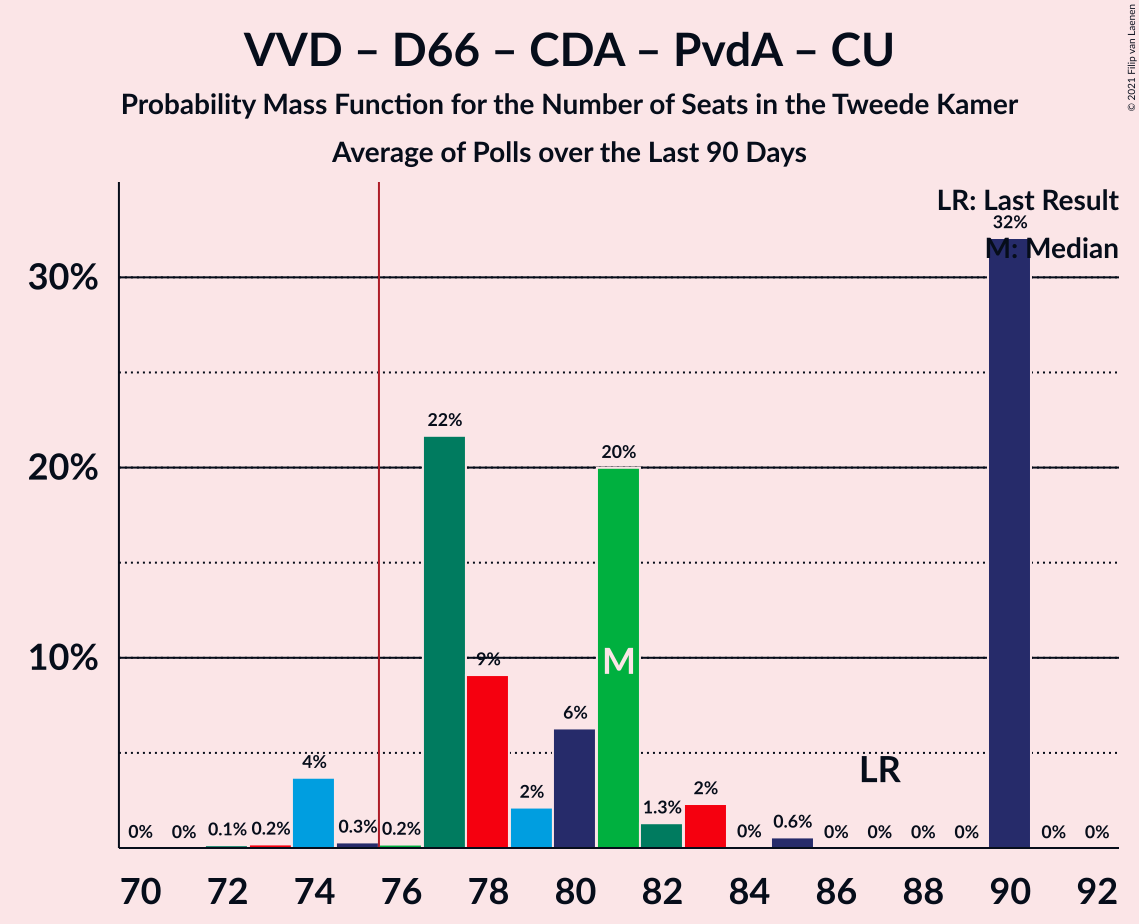 VVD – D66 – CDA – PvdA – CU
Probability Mass Function for the Number of Seats in the Tweede Kamer
Average of Polls over the Last 90 Days
© 2021 Filip van Laenen
LR: Last Result
M: Median
30%
20%
10%
0% 0% 0.1% 0.2% 4% 0.3% 0.2% 22% 9% 2% 6% 20% 1.3% 2% 0% 0.6% 0% 0% 0% 0% 32% 0% 0%
M
LR
70 72 74 76 78 80 82 84 86 88 90 92